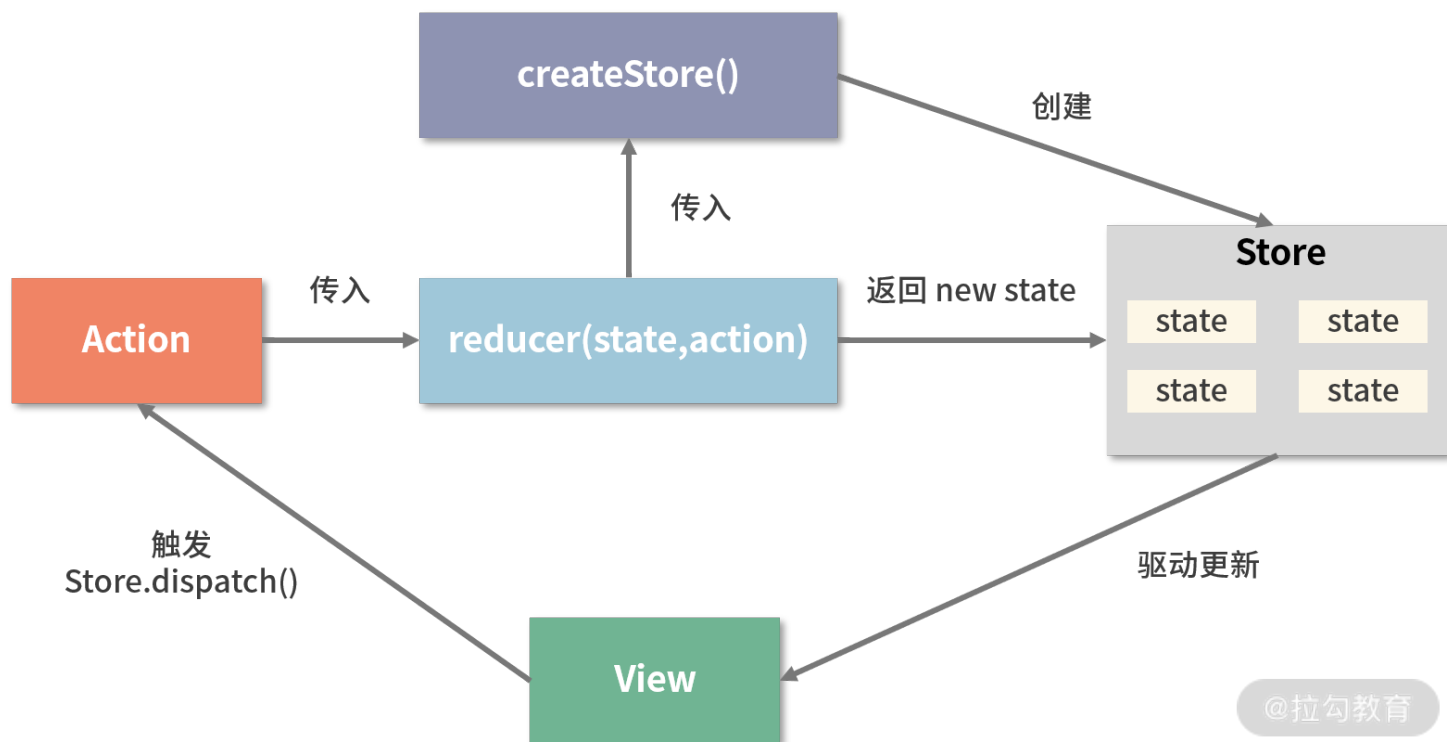 createStore()
创建
传入
Store
传入
返回 new state
Action
reducer(state,action)
state
state
state
state
触发
Store.dispatch()
驱动更新
View
@拉勾教育